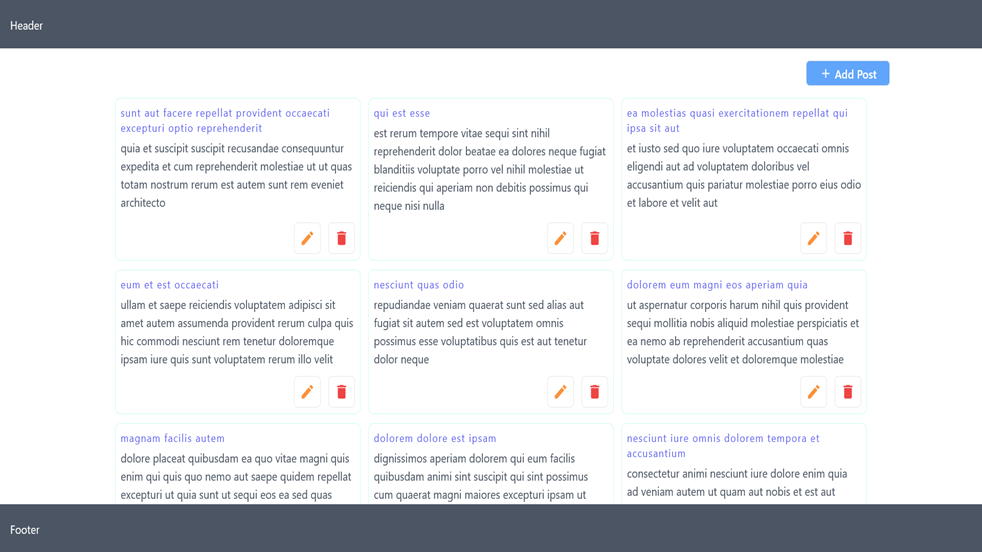 Header
+ Add Post
sunt aut facere repellat provident occaecati
excepturi optio reprehenderit
quia et suscipit suscipit recusandae consequuntur
expedita et cum reprehenderit molestiae ut ut quas
totam nostrum rerum est autem sunt rem eveniet
architecto
qui est esse
est rerum tempore vitae sequi sint nihil
reprehenderit dolor beatae ea dolores neque fugiat
blanditiis voluptate porro vel nihil molestiae ut
reiciendis qui aperiam non debitis possimus qui
neque nisi nulla
ea molestias quasi exercitationem repellat qui
ipsa sit aut
et iusto sed quo iure voluptatem occaecati omnis
eligendi aut ad voluptatem doloribus vel
accusantium quis pariatur molestiae porro eius odio
et labore et velit aut
eum et est occaecati
ullam et saepe reiciendis voluptatem adipisci sit
amet autem assumenda provident rerum culpa quis
hic commodi nesciunt rem tenetur doloremque
ipsam iure quis sunt voluptatem rerum illo velit
nesciunt quas odio
repudiandae veniam quaerat sunt sed alias aut
fugiat sit autem sed est voluptatem omnis
possimus esse voluptatibus quis est aut tenetur
dolor neque
dolorem eum magni eos aperiam quia
ut aspernatur corporis harum nihil quis provident
sequi mollitia nobis aliquid molestiae perspiciatis et
ea nemo ab reprehenderit accusantium quas
voluptate dolores velit et doloremque molestiae
magnam facilis autem
dolore placeat quibusdam ea quo vitae magni quis
enim qui quis quo nemo aut saepe quidem repellat
excepturi ut quia sunt ut sequi eos ea sed quas
dolorem dolore est ipsam
dignissimos aperiam dolorem qui eum facilis
quibusdam animi sint suscipit qui sint possimus
cum quaerat magni maiores excepturi ipsam ut
nesciunt iure omnis dolorem tempora et
accusantium
consectetur animi nesciunt iure dolore enim quia
ad veniam autem ut quam aut nobis et est aut
Footer